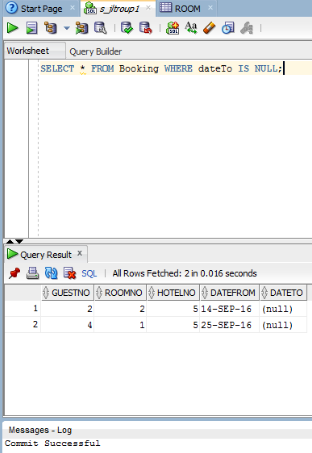 Start Page s_jjtroup1 ROOM
Worksheet Query Builder
SELECT * FROM Booking WHERE dateTo IS NULL;
Query Result
SQL All Rows Fetched: 2 in 0.016 seconds
GUESTNO ROOMNO HOTELNO DATEFROM DATETO
1 2 2 5 14-SEP-16 (null)
2 4 1 5 25-SEP-16 (null)
Messages - Log
Commit Successful